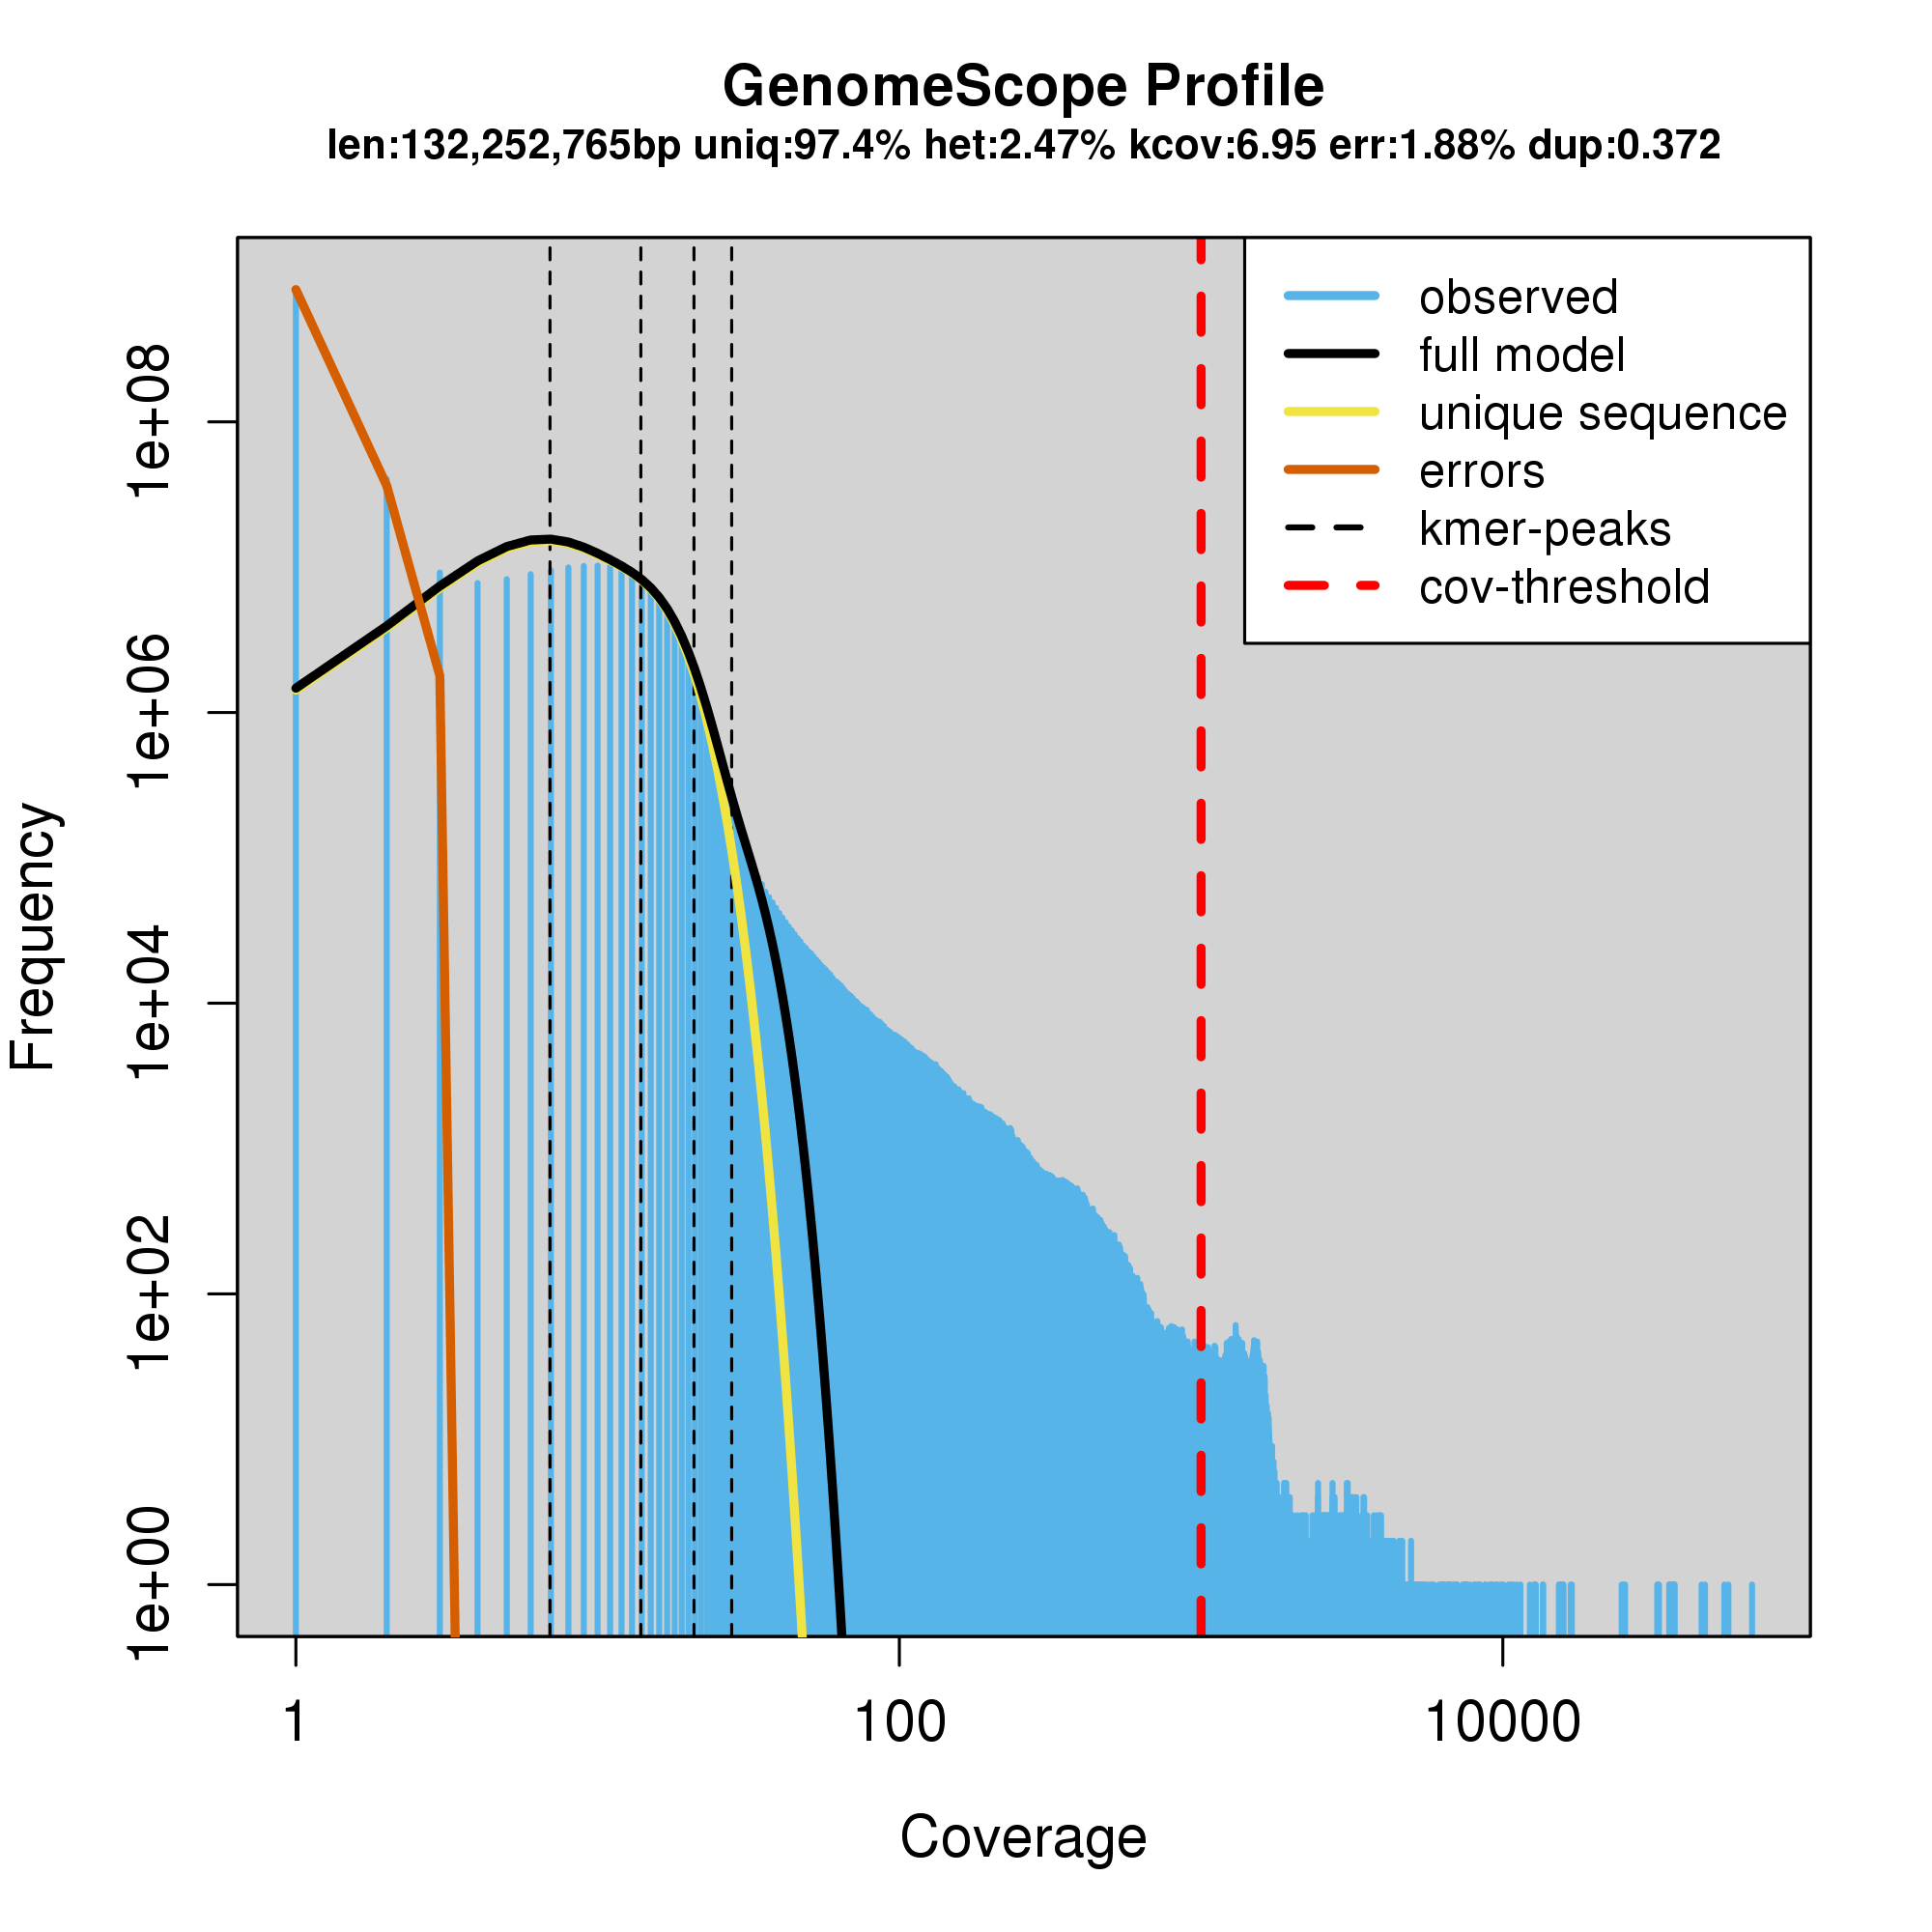 GenomeScope Profile
len:132,252,765bp uniq:97.4% het:2.47% kcov:6.95 err:1.88% dup:0.372
observed
full model
unique sequence
errors
kmer-peaks
cov-threshold
Frequency
1e+08
1e+06
1e+04
1e+02
1e+00
1
100
10000
Coverage